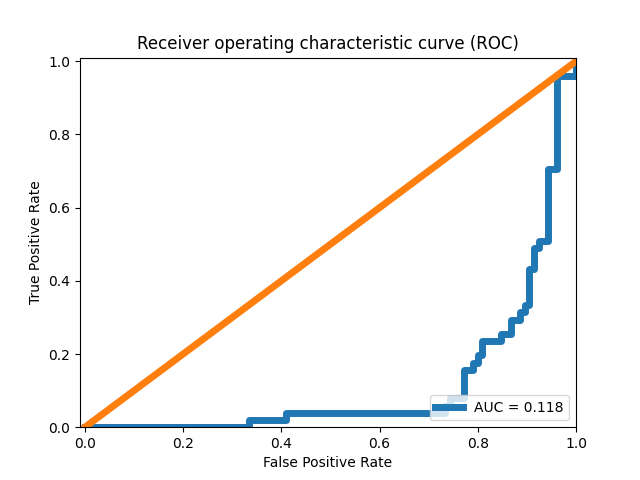 Receiver operating characteristic curve (ROC)
True Positive Rate
1.0
0.8
0.6
0.4
0.2
0.0
0.0 0.2 0.4 0.6 0.8 1.0
False Positive Rate
AUC = 0.118